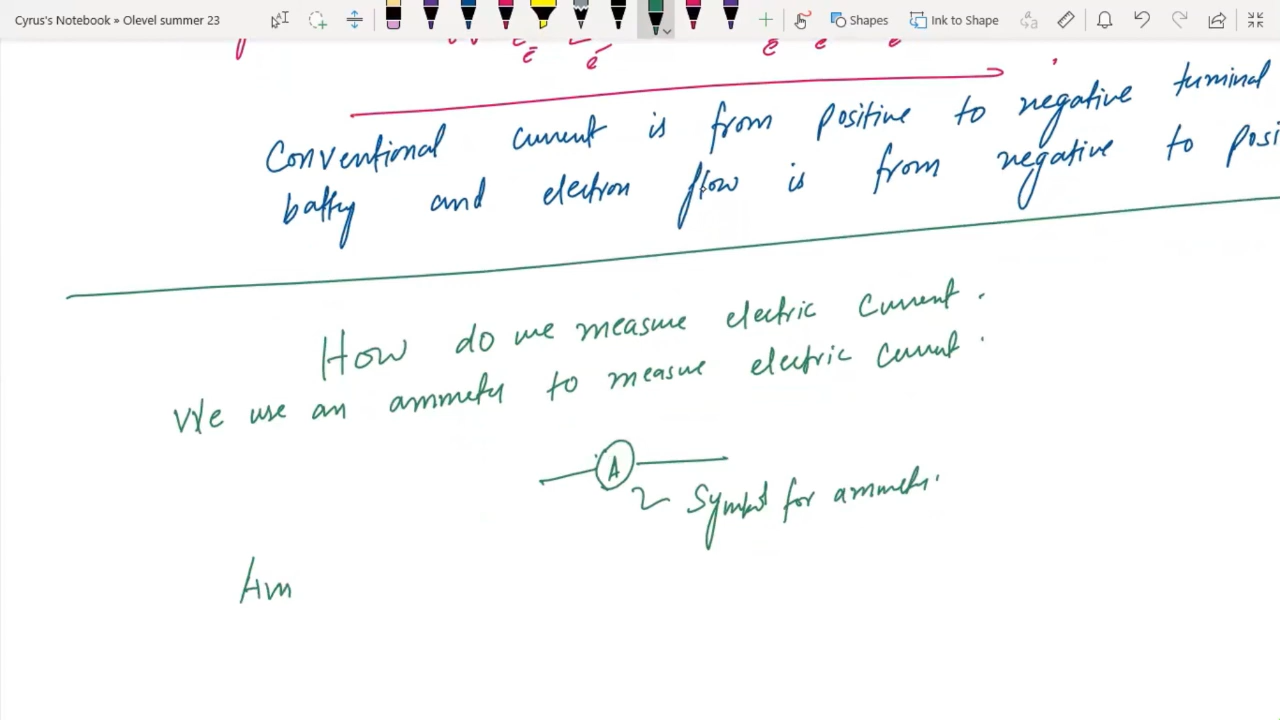 Cyrus's Notebook » Olevel summer 23
Shapes
Ink to Shape
Conventional current is from positive to negative terminal
battery and electron flow is from negative to posi
How do we measure electric current.
We use an ammeter to measure electric current.
A
Symbol for ammeter.
Am